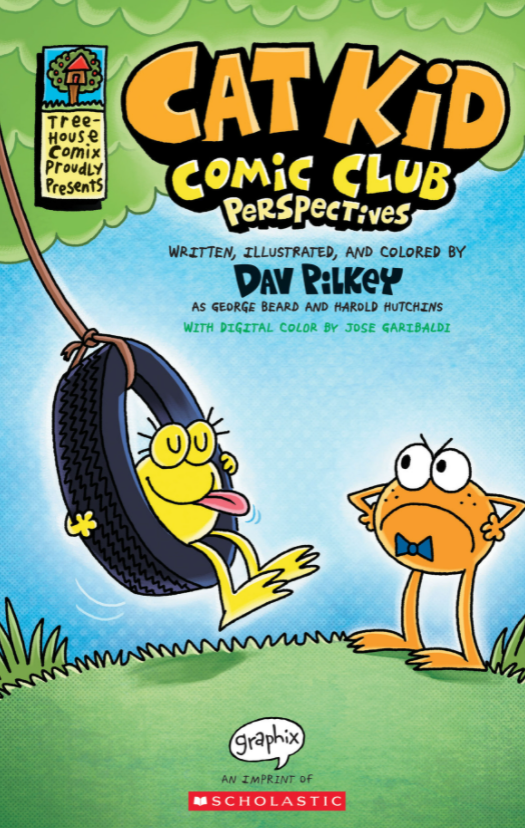 TREE-
HOUSE
COMIX
PROUDLY
PRESENTS
CAT KID
COMIC CLUB
PERSPECTIVES
WRITTEN, ILLUSTRATED, AND COLORED BY
DAV PILKEY
AS GEORGE BEARD AND HAROLD HUTCHINS
WITH DIGITAL COLOR BY JOSE GARIBALDI
graphix
AN IMPRINT OF
SCHOLASTIC